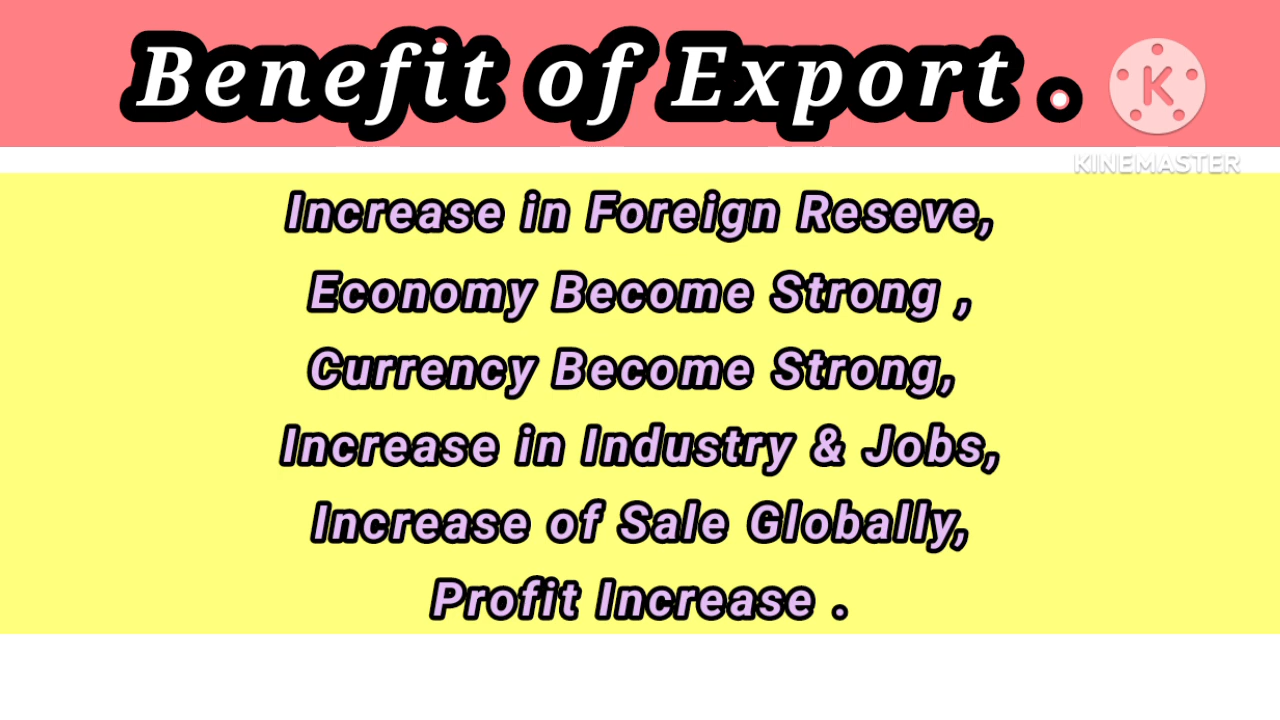 Benefit of Export .
K
KINEMASTER
Increase in Foreign Reseve,
Economy Become Strong ,
Currency Become Strong,
Increase in Industry & Jobs,
Increase of Sale Globally,
Profit Increase .